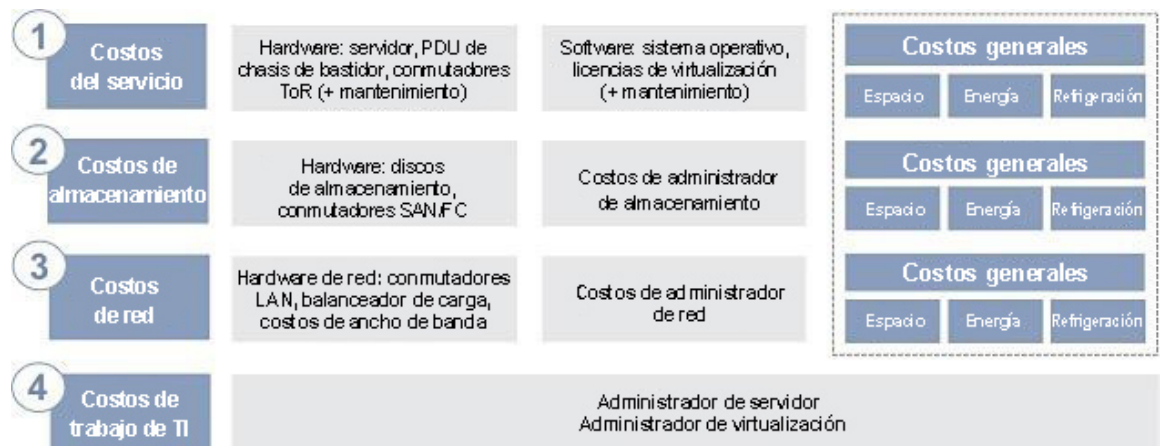 1
Costos
del servicio
Hardware: servidor, PDU de
chasis de bastidor, conmutadores
ToR (+ mantenimiento)
Software: sistema operativo,
licencias de virtualización
(+ mantenimiento)
Costos generales
Espacio
Energía
Refrigeración
2
Costos de
almacenamiento
Hardware: discos
de almacenamiento,
conmutadores SAN/FC
Costos de administrador
de almacenamiento
Costos generales
Espacio
Energía
Refrigeración
3
Costos
de red
Hardware de red: conmutadores
LAN, balanceador de carga,
costos de ancho de banda
Costos de administrador
de red
Costos generales
Espacio
Energía
Refrigeración
4
Costos de
trabajo de TI
Administrador de servidor
Administrador de virtualización